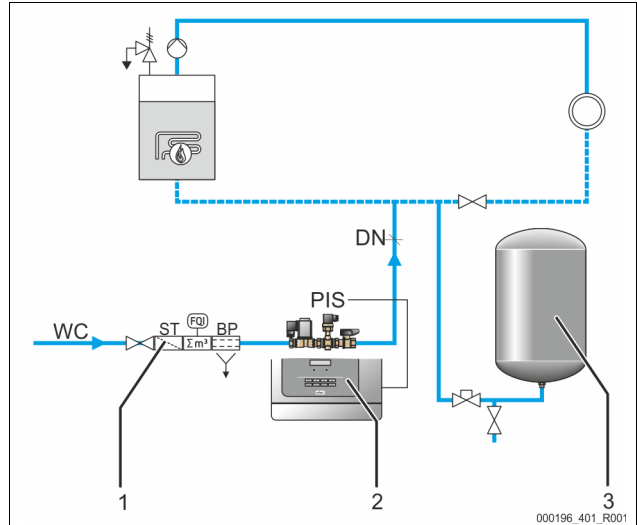 DN
PIS
WC
ST
FQI
Σm³
BP
1
2
3
000196_401_R001